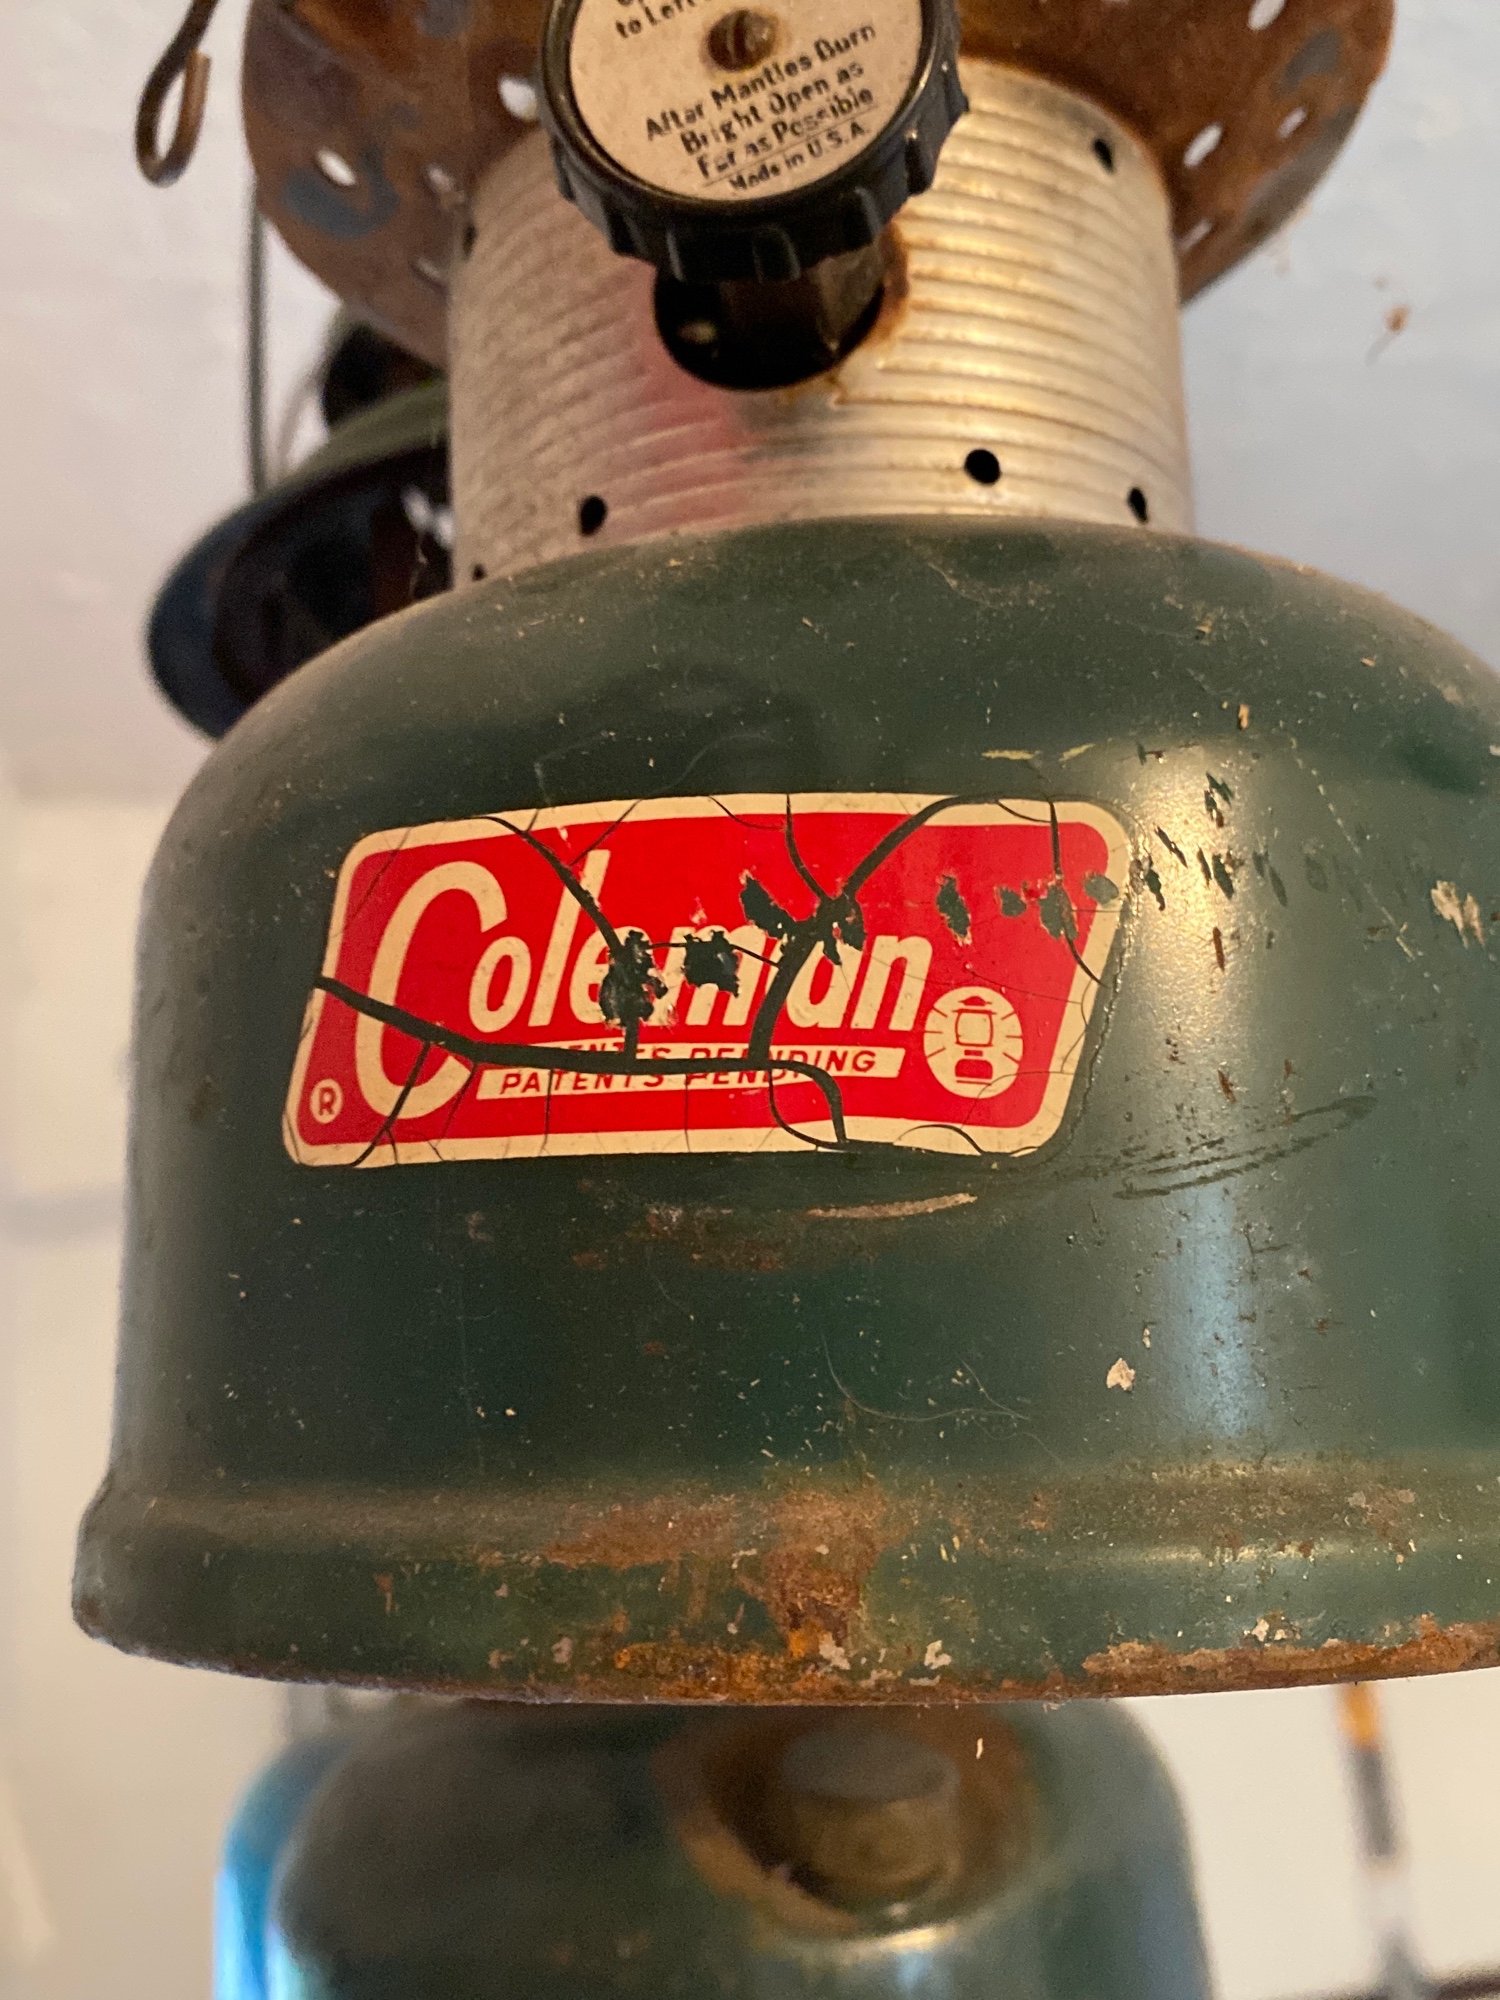 to Left
After Mantles Burn
Bright Open as
Far as Possible
Made in U.S.A.
Coleman
PATENTS PENDING
®